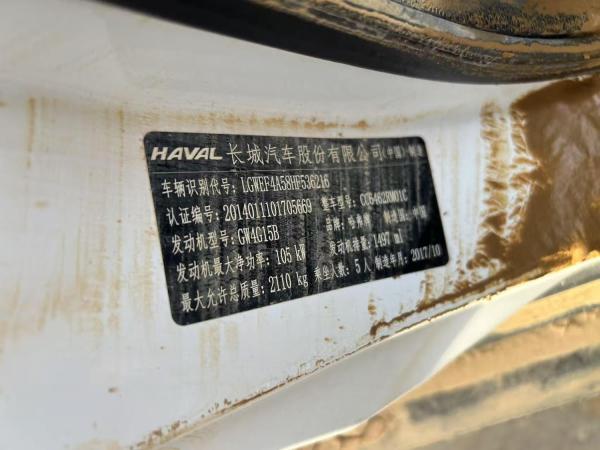 HAVAL 长城汽车股份有限公司(中国)制造
车辆识别代号: LGWEF4A58HF536216
认证编号: 2014011101705669 整车型号: CC6462RM01C
发动机型号: GW4G15B 品牌: 哈弗牌 制造国: 中国
发动机最大净功率: 105 kW 发动机排量: 1497 ml
最大允许总质量: 2110 kg 乘坐人数: 5 人 制造年月: 2017/10